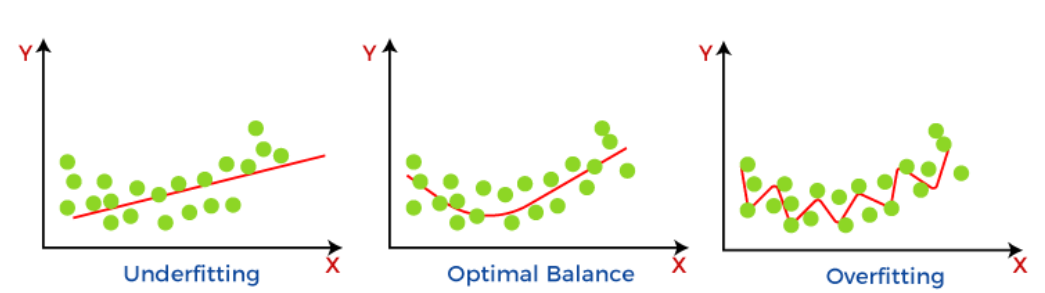 Y
X
Underfitting
Y
X
Optimal Balance
Y
X
Overfitting